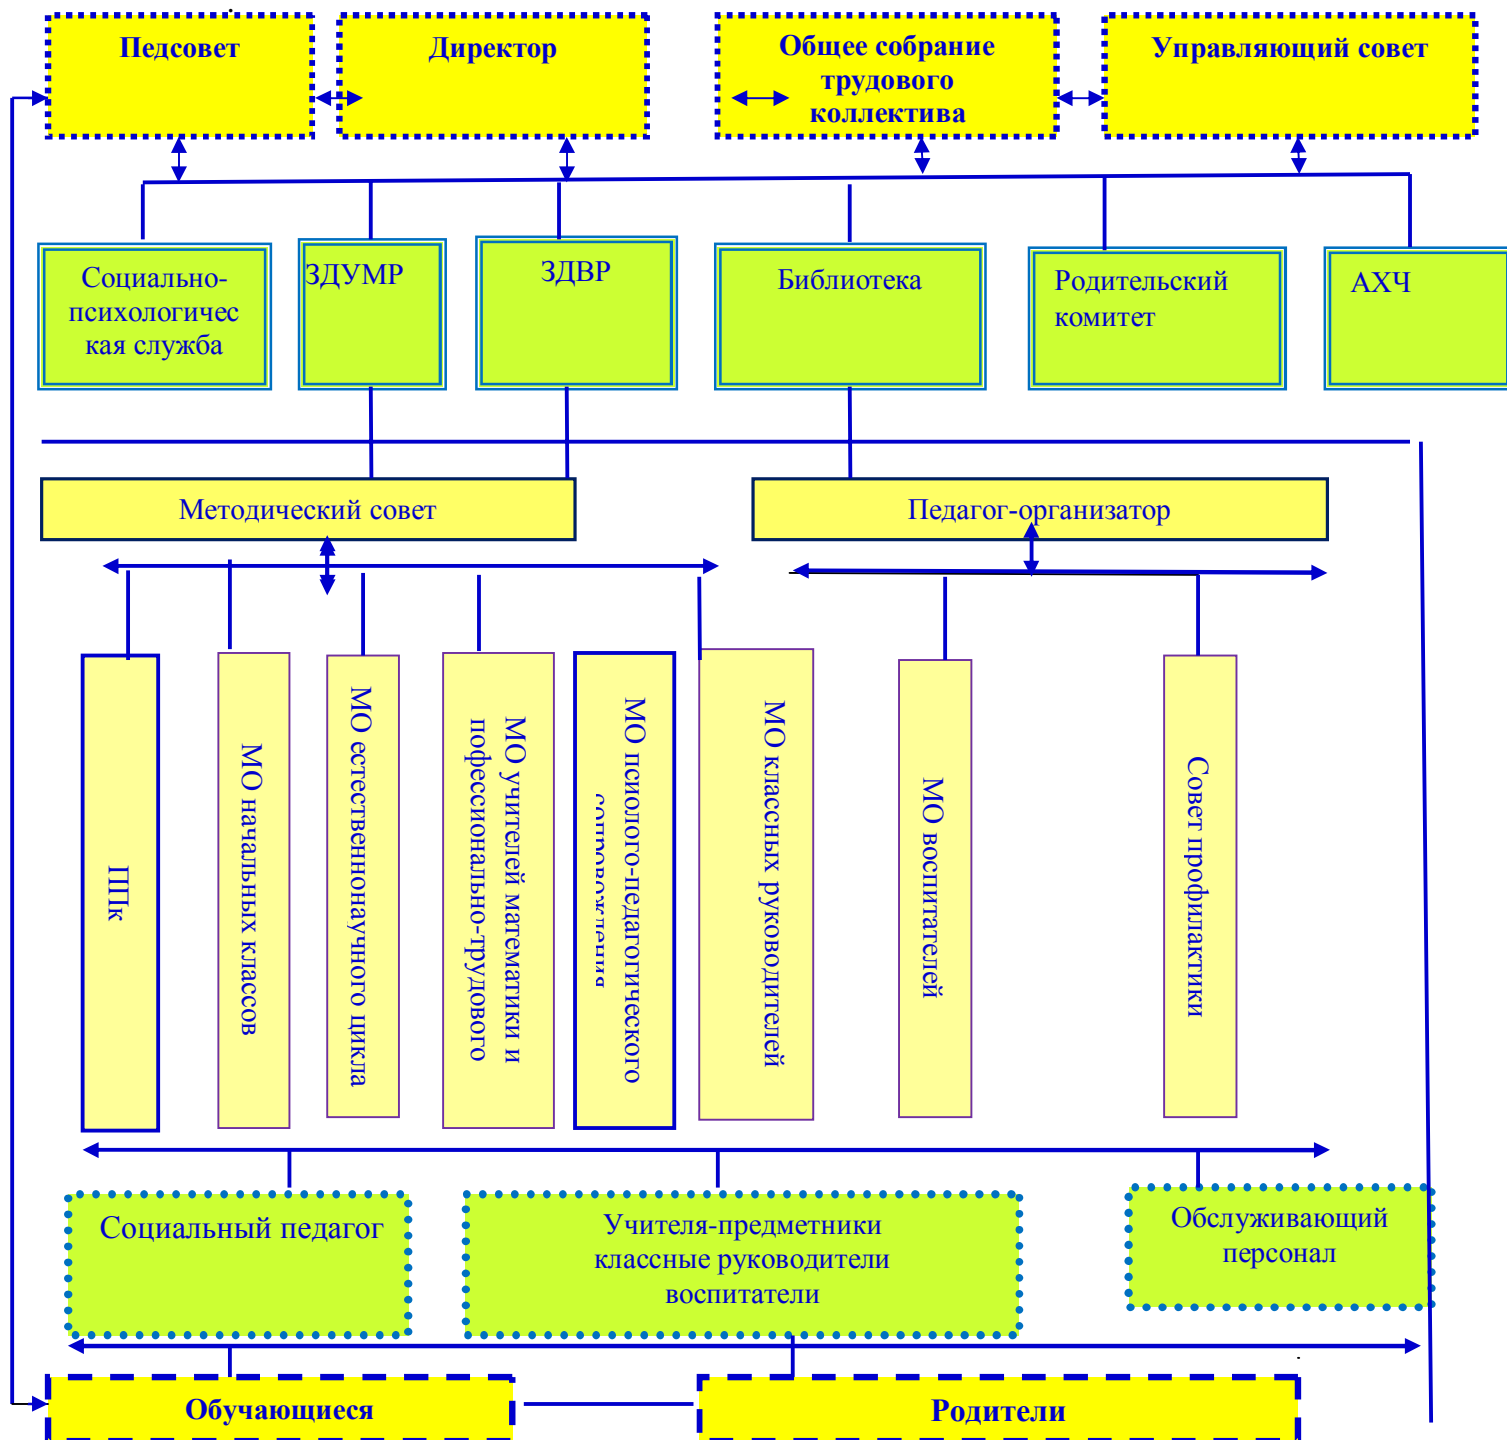 Педсовет
Директор
Общее собрание
трудового
коллектива
Управляющий совет
Социально-
психологичес
кая служба
ЗДУМР
ЗДВР
Библиотека
Родительский
комитет
АХЧ
Методический совет
Педагог-организатор
ППк
МО начальных классов
МО естественнонаучного цикла
МО учителей математики и
пофессионально-трудового
МО псиолого-педагогического
сопровождения
МО классных руководителей
МО воспитателей
Совет профилактики
Социальный педагог
Учителя-предметники
классные руководители
воспитатели
Обслуживающий
персонал
Обучающиеся
Родители